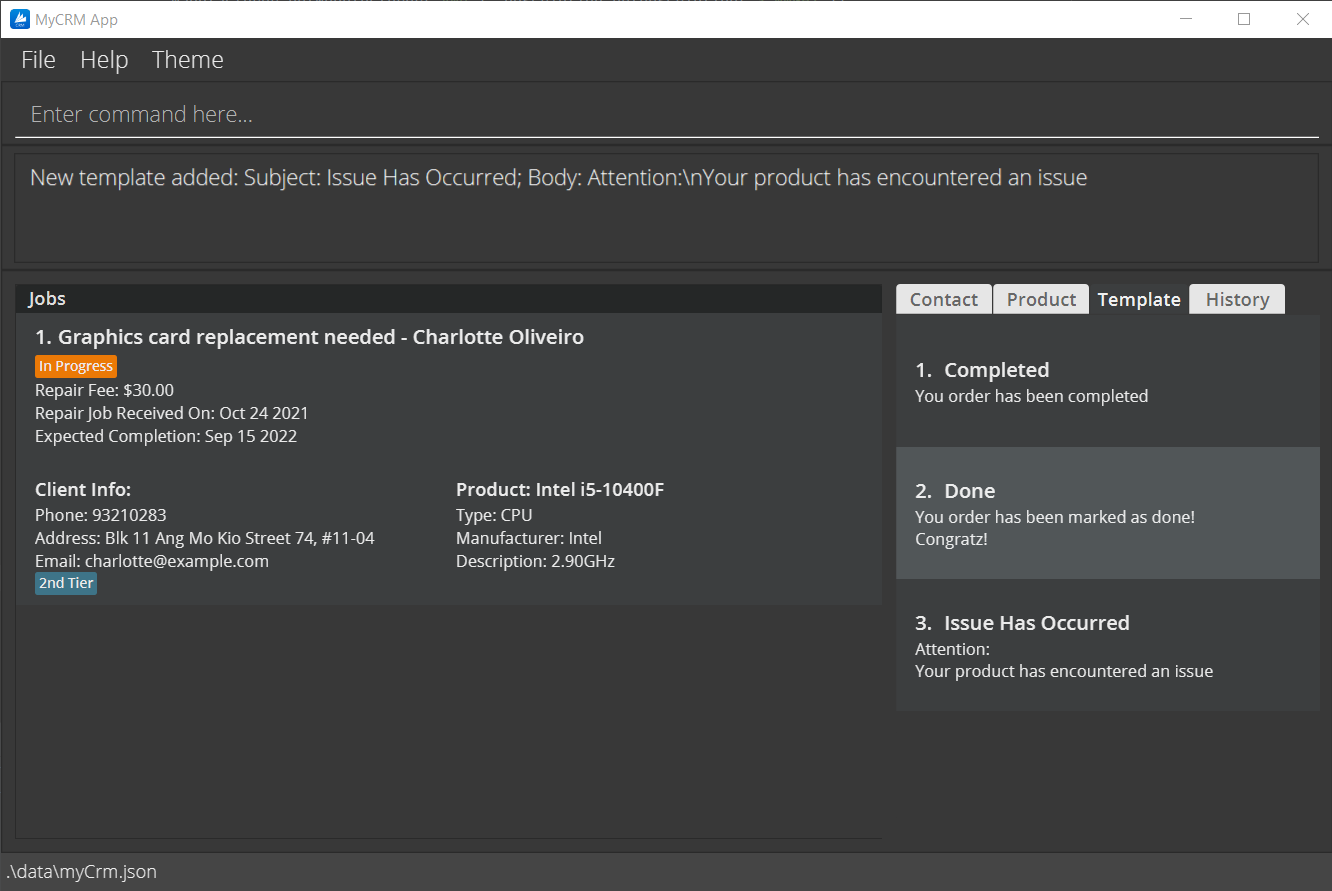 MyCRM App
File Help Theme
Enter command here...
New template added: Subject: Issue Has Occurred; Body: Attention:\nYour product has encountered an issue
Jobs
1. Graphics card replacement needed - Charlotte Oliveiro
In Progress
Repair Fee: $30.00
Repair Job Received On: Oct 24 2021
Expected Completion: Sep 15 2022
Client Info:
Phone: 93210283
Address: Blk 11 Ang Mo Kio Street 74, #11-04
Email: charlotte@example.com
2nd Tier
Product: Intel i5-10400F
Type: CPU
Manufacturer: Intel
Description: 2.90GHz
Contact Product Template History
1. Completed
You order has been completed
2. Done
You order has been marked as done!
Congratz!
3. Issue Has Occurred
Attention:
Your product has encountered an issue
.\data\myCrm.json